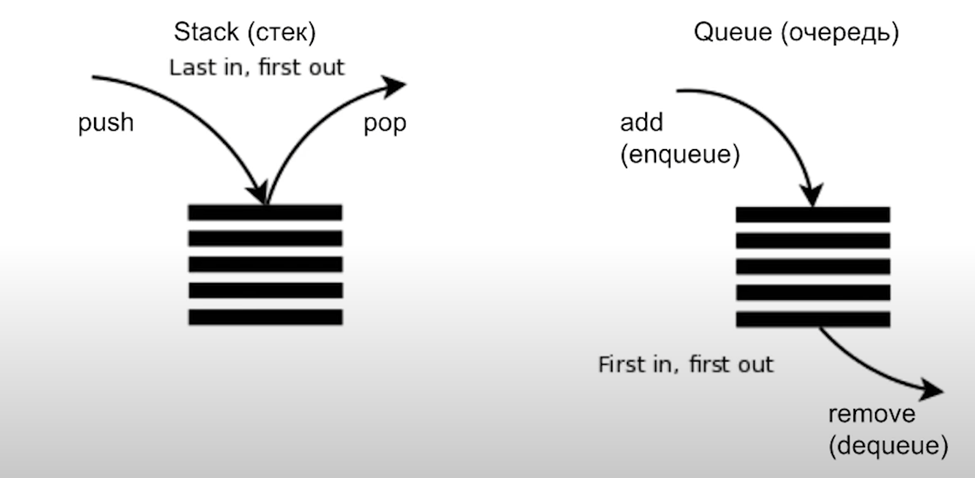 Stack (стек)
Last in, first out
push
pop
Queue (очередь)
add
(enqueue)
First in, first out
remove
(dequeue)